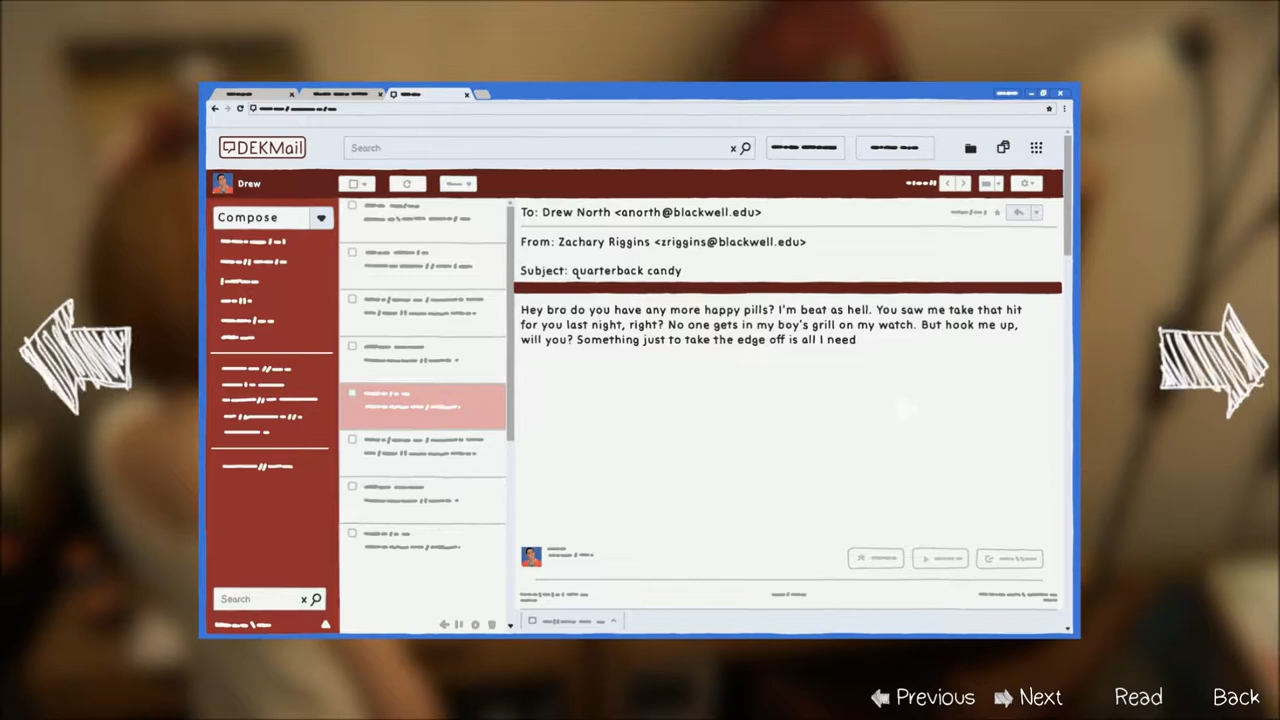 DEKMail
Search
x
Drew
Compose
To: Drew North <anorth@blackwell.edu>
From: Zachary Riggins <zriggins@blackwell.edu>
Subject: quarterback candy
Hey bro do you have any more happy pills? I'm beat as hell. You saw me take that hit
for you last night, right? No one gets in my boy's grill on my watch. But hook me up,
will you? Something just to take the edge off is all I need
Search
x
Previous
Next
Read
Back